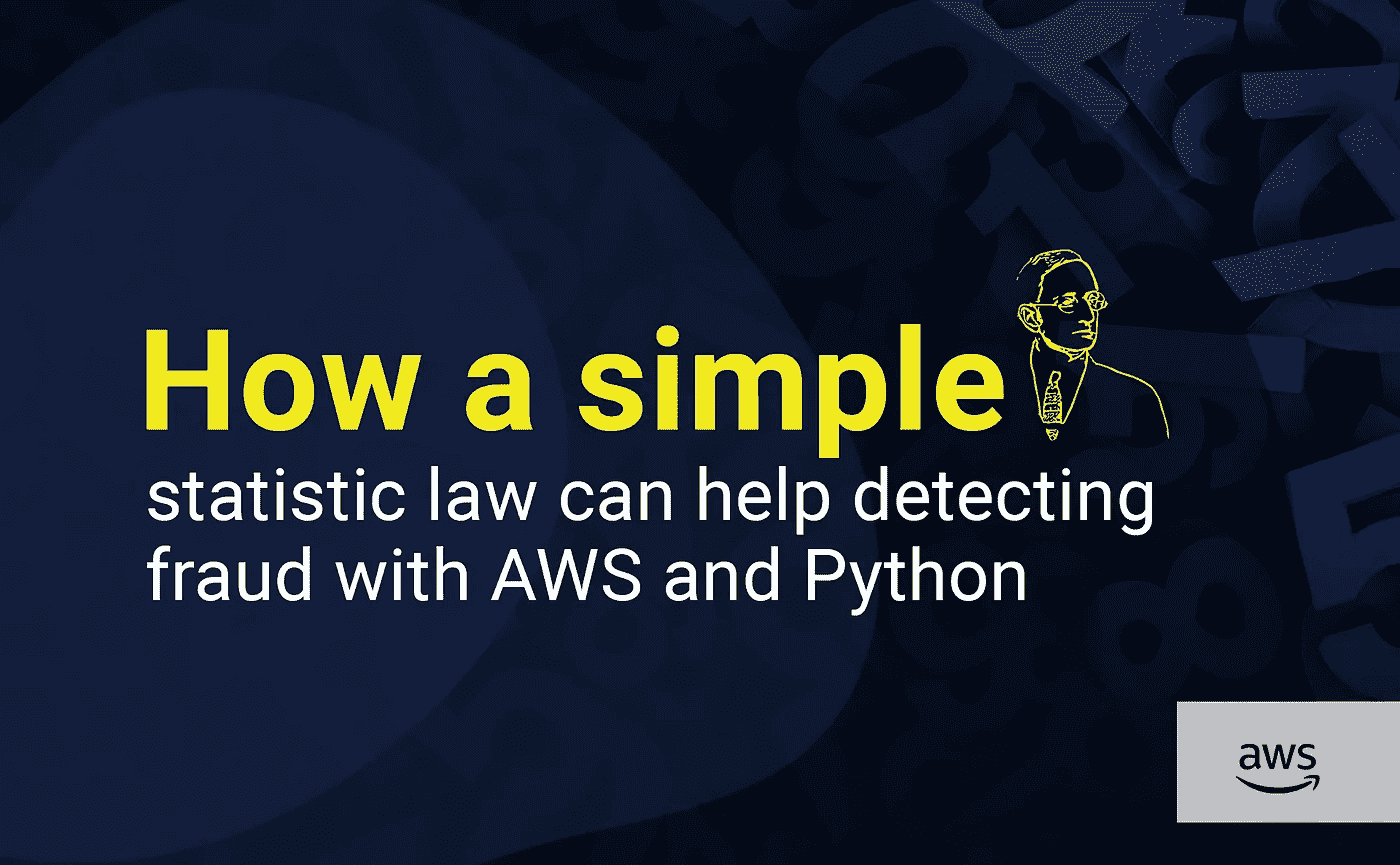 How a simple
statistic law can help detecting
fraud with AWS and Python
aws